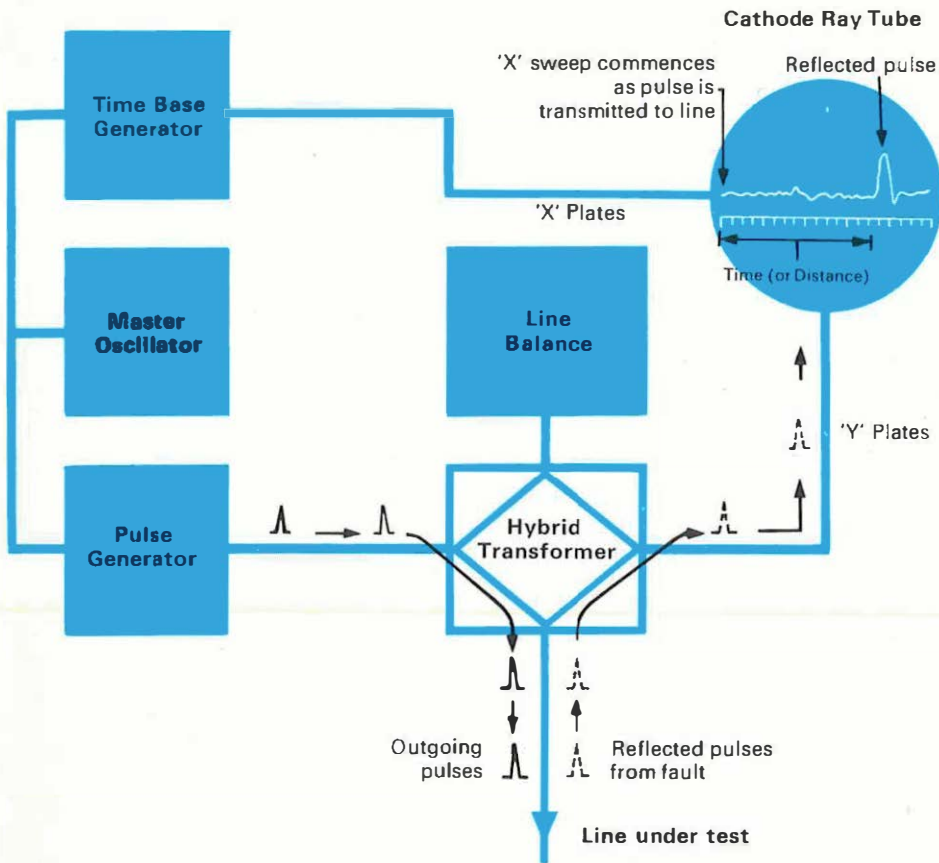 Cathode Ray Tube
'X' sweep commences
as pulse is
transmitted to line
Reflected pulse
Time Base
Generator
'X' Plates
Time (or Distance)
Master
Oscillator
Line
Balance
'Y' Plates
Pulse
Generator
Hybrid
Transformer
Outgoing
pulses
Reflected pulses
from fault
Line under test